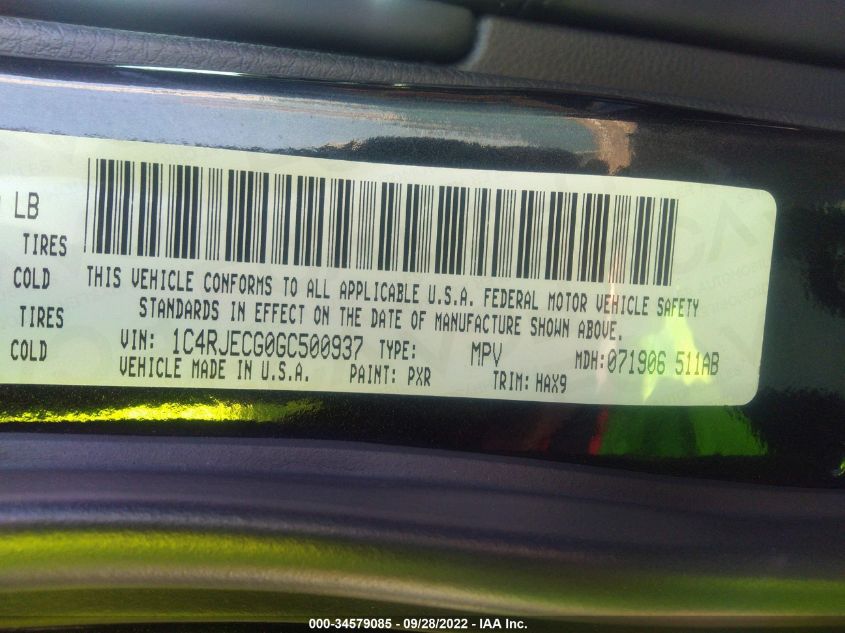 LB
TIRES
COLD
TIRES
COLD
THIS VEHICLE CONFORMS TO ALL APPLICABLE U.S.A. FEDERAL MOTOR VEHICLE SAFETY
STANDARDS IN EFFECT ON THE DATE OF MANUFACTURE SHOWN ABOVE.
VIN: 1C4RJECG0GC500937 TYPE: MPV MDH: 071906 511AB
VEHICLE MADE IN U.S.A. PAINT: PXR TRIM: HAX9
000-34579085 - 09/28/2022 - IAA Inc.